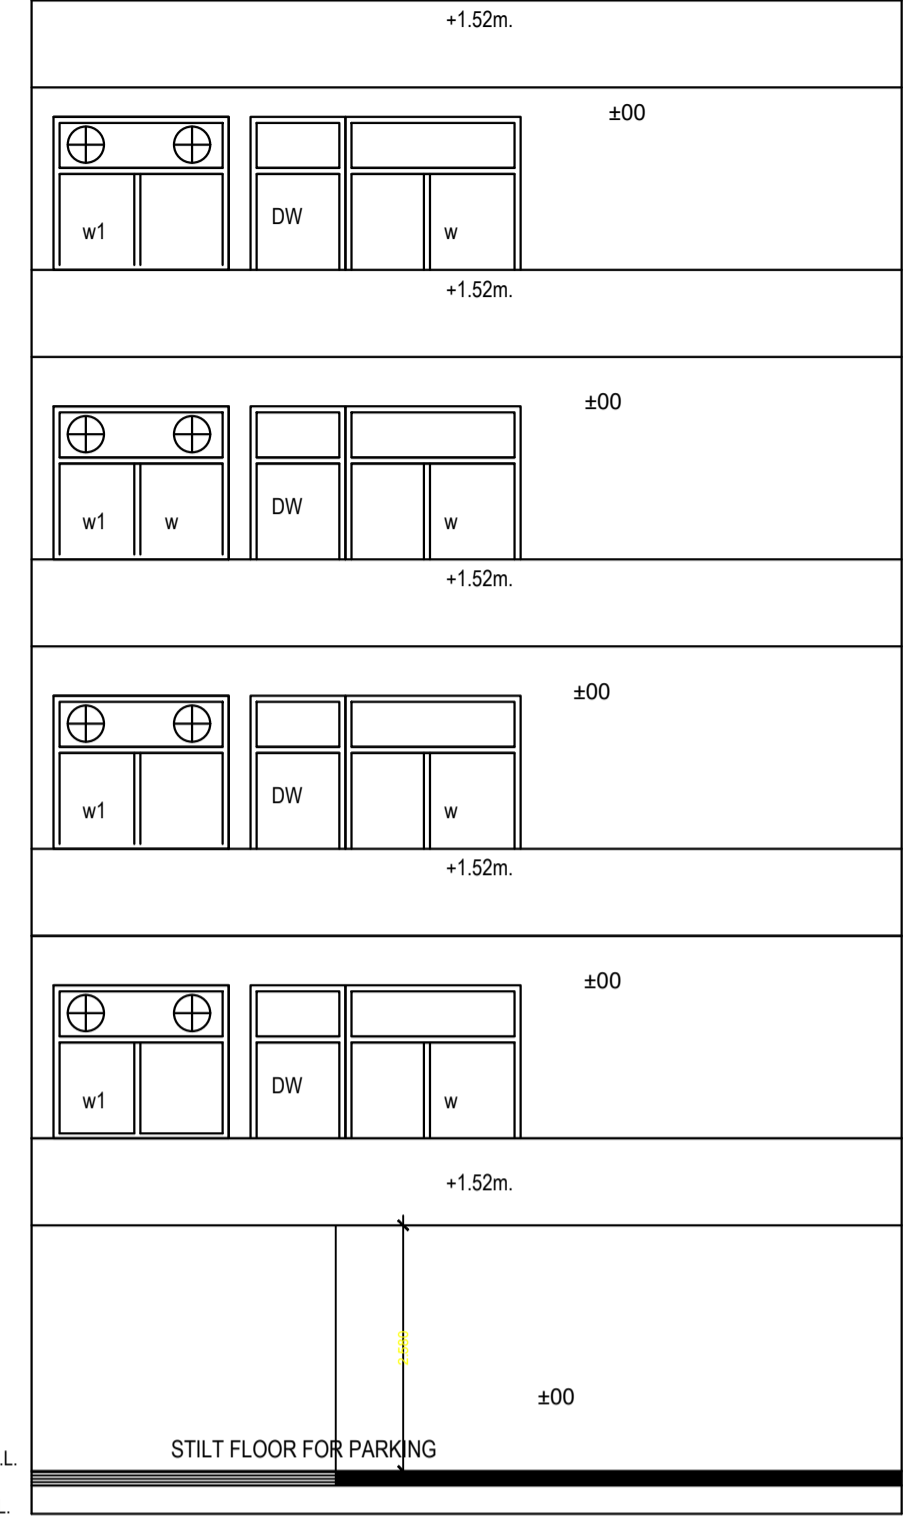 +1.52m.
±00
w1 DW w
+1.52m.
±00
w1 w DW w
+1.52m.
±00
w1 DW w
+1.52m.
±00
w1 DW w
+1.52m.
±00
STILT FLOOR FOR PARKING
.L.